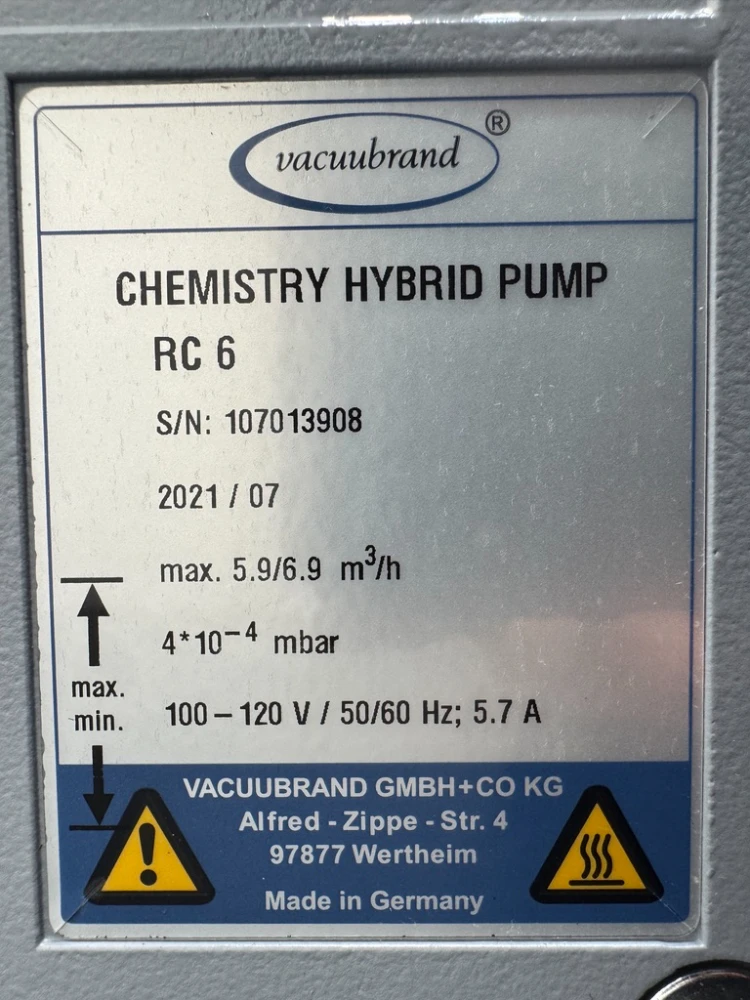 vacuubrand ®
CHEMISTRY HYBRID PUMP
RC 6
S/N: 107013908
2021 / 07
max. 5.9/6.9 m³/h
4*10⁻⁴ mbar
max.
min.
100 – 120 V / 50/60 Hz; 5.7 A
VACUUBRAND GMBH+CO KG
Alfred - Zippe - Str. 4
97877 Wertheim
Made in Germany